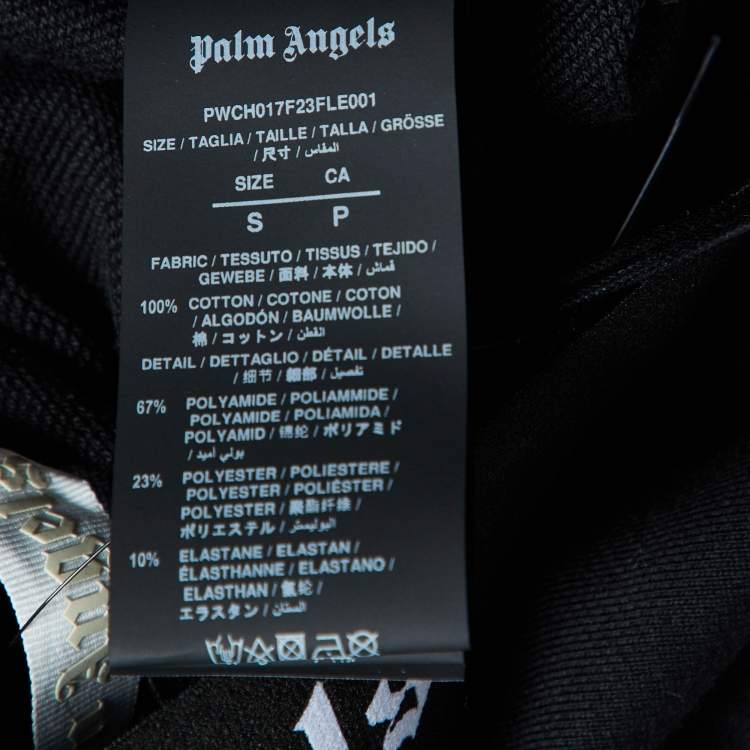 Palm Angels
PWCH017F23FLE001
SIZE / TAGLIA / TAILLE / TALLA / GRÖSSE
/ 尺寸 / المقاس
SIZE CA
S P
FABRIC / TESSUTO / TISSUS / TEJIDO /
GEWEBE / 面料 / 本体 / قماش
100% COTTON / COTONE / COTON
/ ALGODÓN / BAUMWOLLE /
棉 / コットン / القطن
DETAIL / DETTAGLIO / DÉTAIL / DETALLE
/ 细节 / 細部 / تفصيل
67% POLYAMIDE / POLIAMMIDE /
POLYAMIDE / POLIAMIDA /
POLYAMID / 锦纶 / ポリアミド
/ بولي أميد
23% POLYESTER / POLIESTERE /
POLYESTER / POLIÉSTER /
POLYESTER / 聚酯纤维 /
ポリエステル / البوليستر
10% ELASTANE / ELASTAN /
ÉLASTHANNE / ELASTANO /
ELASTHAN / 氨纶 /
エラスタン / الستان